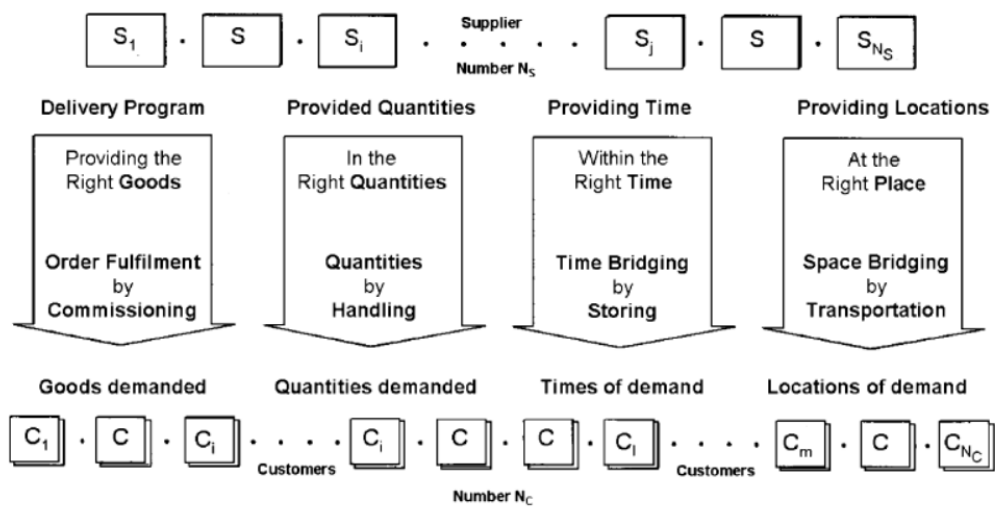 Supplier
S1 . S . Si . . . . . Sj . S . SNS
Number NS
Delivery Program Provided Quantities Providing Time Providing Locations
Providing the In the Within the At the
Right Goods Right Quantities Right Time Right Place
Order Fulfilment Quantities Time Bridging Space Bridging
by by by by
Commissioning Handling Storing Transportation
Goods demanded Quantities demanded Times of demand Locations of demand
C1 . C . Ci . . . . Ci . C . C . Cl . . . . Cm . C . CNC
Customers Customers
Number NC